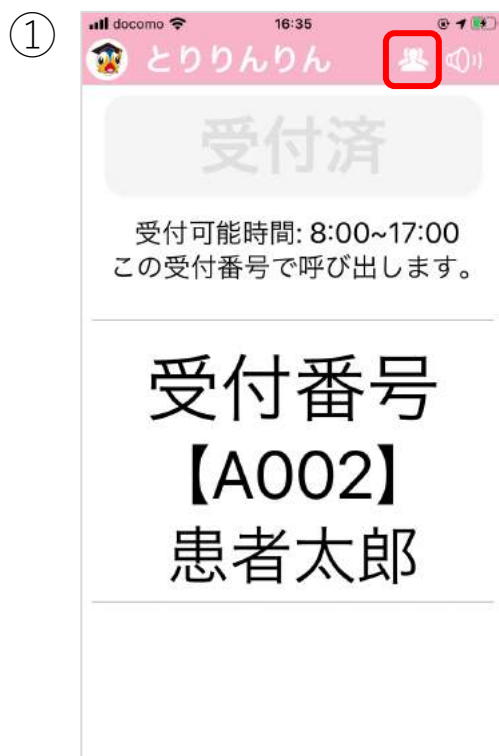 ①
docomo 16:35
とりりんりん
受付済
受付可能時間: 8:00~17:00
この受付番号で呼び出します。
受付番号
【A002】
患者太郎